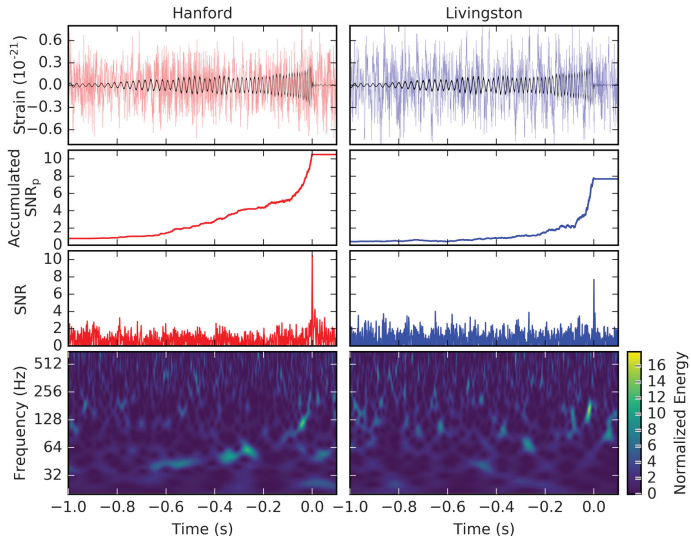 Hanford
Livingston
Strain (10⁻²¹)
0.6
0.3
0.0
−0.3
−0.6
Accumulated
SNRp
10
8
6
4
2
0
SNR
10
8
6
4
2
0
Frequency (Hz)
512
256
128
64
32
−1.0 −0.8 −0.6 −0.4 −0.2 0.0
Time (s)
−1.0 −0.8 −0.6 −0.4 −0.2 0.0
Time (s)
16
14
12
10
8
6
4
2
0
Normalized Energy